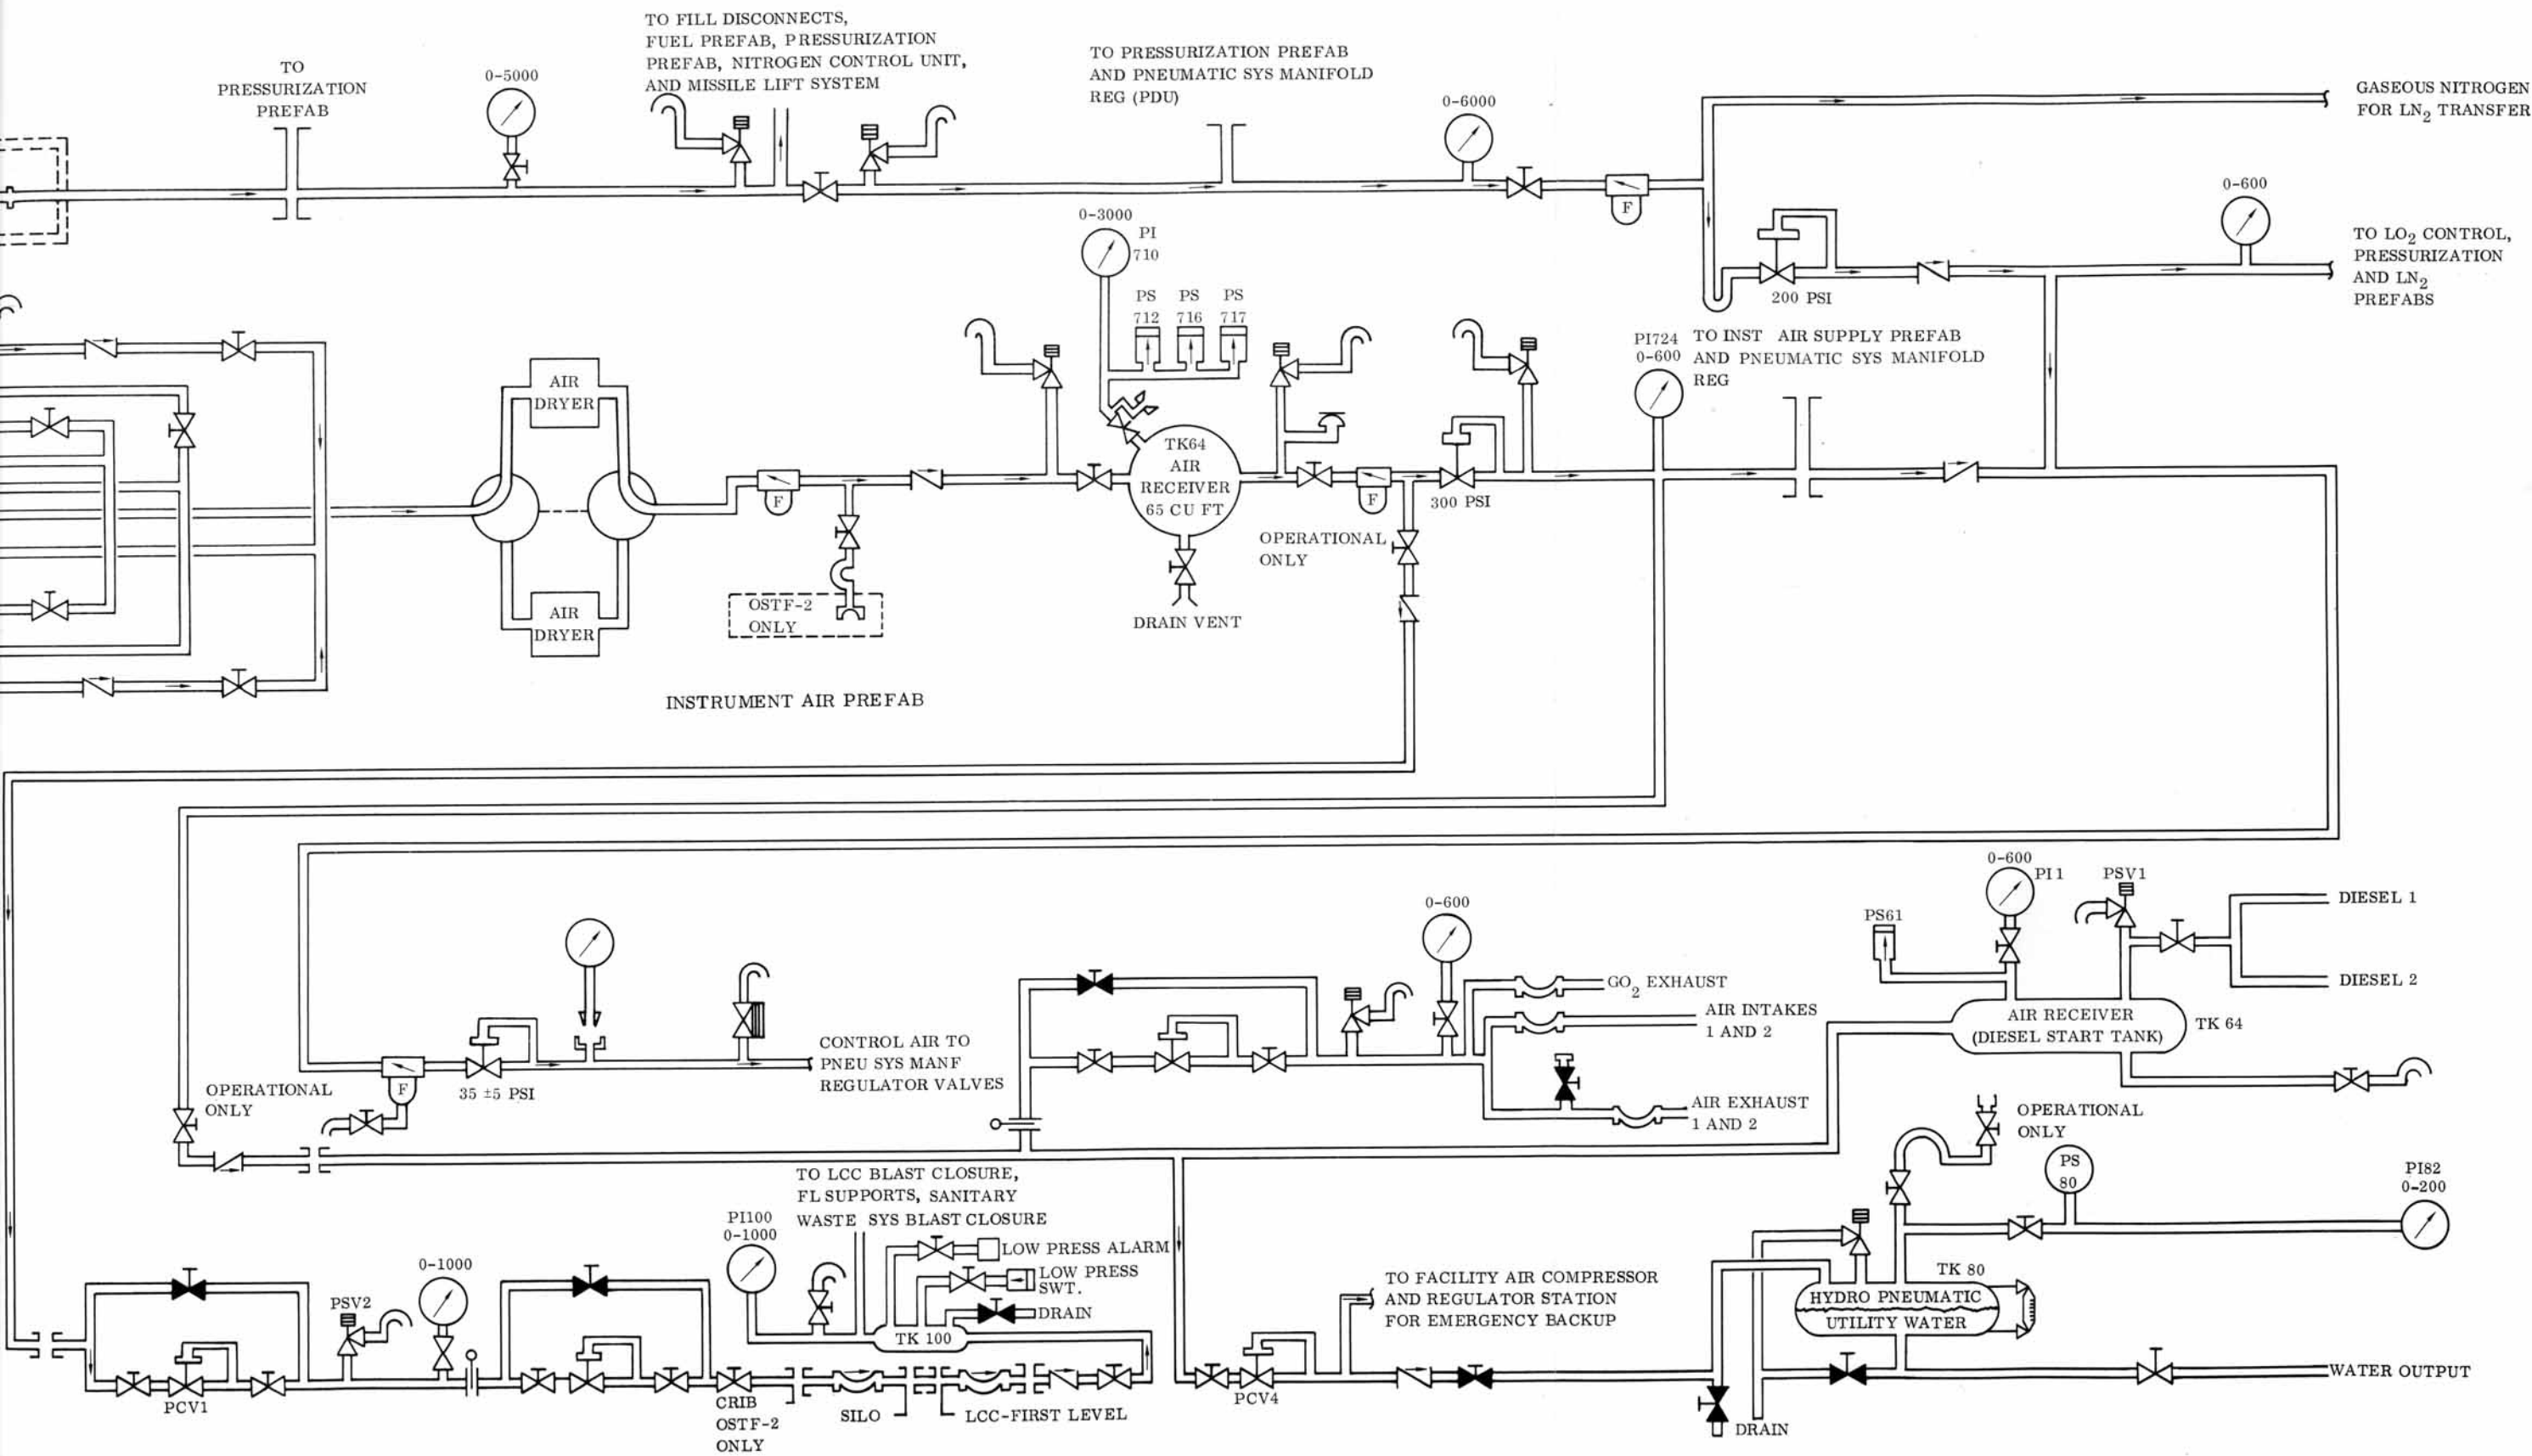 TO FILL DISCONNECTS,
FUEL PREFAB, PRESSURIZATION
PREFAB, NITROGEN CONTROL UNIT,
AND MISSILE LIFT SYSTEM
TO
PRESSURIZATION
PREFAB
0-5000
TO PRESSURIZATION PREFAB
AND PNEUMATIC SYS MANIFOLD
REG (PDU)
0-6000
GASEOUS NITROGEN
FOR LN2 TRANSFER
F
0-600
TO LO2 CONTROL,
PRESSURIZATION
AND LN2
PREFABS
200 PSI
0-3000
PI
710
PS
712
PS
716
PS
717
PI724
0-600
TO INST AIR SUPPLY PREFAB
AND PNEUMATIC SYS MANIFOLD
REG
AIR
DRYER
F
TK64
AIR
RECEIVER
65 CU FT
F
300 PSI
OPERATIONAL
ONLY
AIR
DRYER
OSTF-2
ONLY
DRAIN VENT
INSTRUMENT AIR PREFAB
0-600
PI 1
PSV1
PS61
DIESEL 1
DIESEL 2
0-600
GO2 EXHAUST
AIR INTAKES
1 AND 2
AIR RECEIVER
(DIESEL START TANK)
TK 64
CONTROL AIR TO
PNEU SYS MANF
REGULATOR VALVES
OPERATIONAL
ONLY
F
35 ±5 PSI
AIR EXHAUST
1 AND 2
OPERATIONAL
ONLY
PS
80
PI82
0-200
TO LCC BLAST CLOSURE,
FL SUPPORTS, SANITARY
WASTE SYS BLAST CLOSURE
PI100
0-1000
LOW PRESS ALARM
LOW PRESS
SWT.
DRAIN
TK 100
0-1000
PSV2
PCV1
CRIB
OSTF-2
ONLY
SILO
LCC-FIRST LEVEL
TO FACILITY AIR COMPRESSOR
AND REGULATOR STATION
FOR EMERGENCY BACKUP
PCV4
TK 80
HYDRO PNEUMATIC
UTILITY WATER
WATER OUTPUT
DRAIN